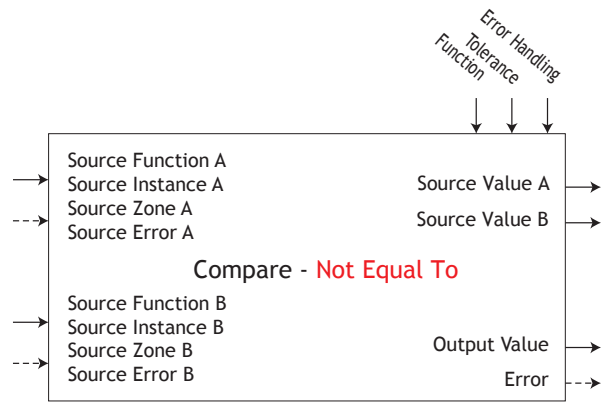 Function
Tolerance
Error Handling
Source Function A
Source Instance A
Source Zone A
Source Error A
Source Value A
Source Value B
Compare - Not Equal To
Source Function B
Source Instance B
Source Zone B
Source Error B
Output Value
Error